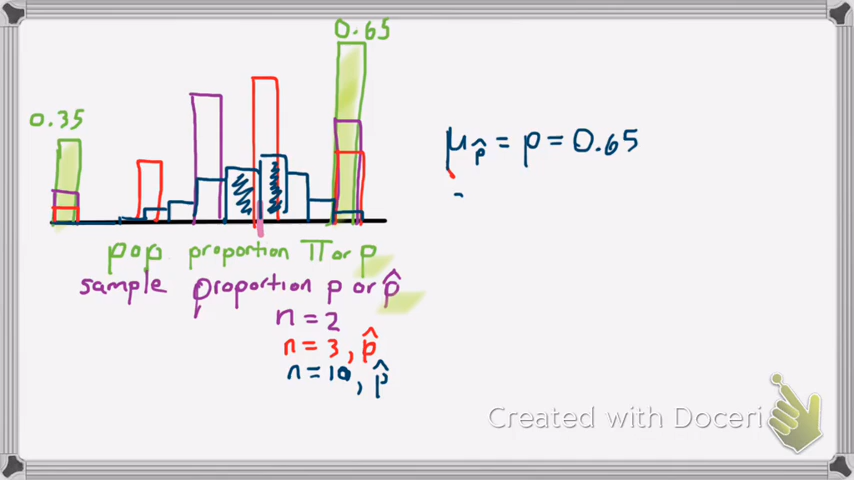 0.65
0.35
μp̂ = p = 0.65
pop proportion Π or p
sample proportion p or p̂
n = 2
n = 3, p̂
n = 10, p̂
Created with Doceri